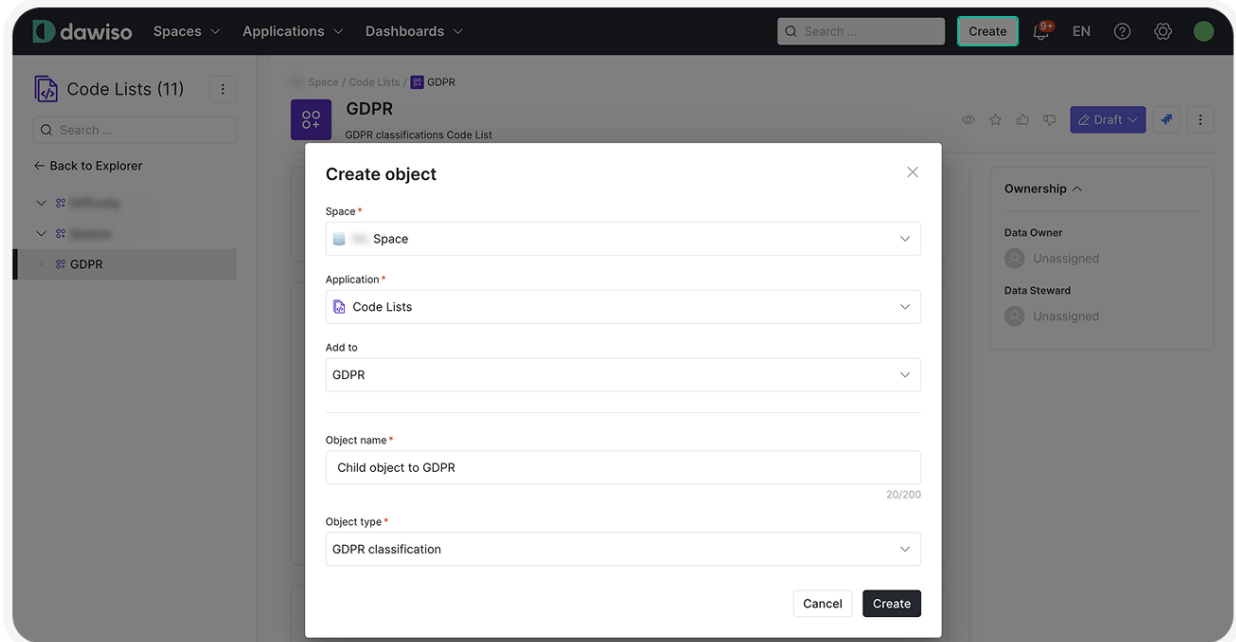 dawiso Spaces Applications Dashboards Search ... Create 9+ EN
Code Lists (11)
Search ...
Back to Explorer
GDPR
Space / Code Lists / GDPR
GDPR
GDPR classifications Code List
Draft
Ownership
Data Owner
Unassigned
Data Steward
Unassigned
Create object
Space*
Space
Application*
Code Lists
Add to
GDPR
Object name*
Child object to GDPR
20/200
Object type*
GDPR classification
Cancel Create